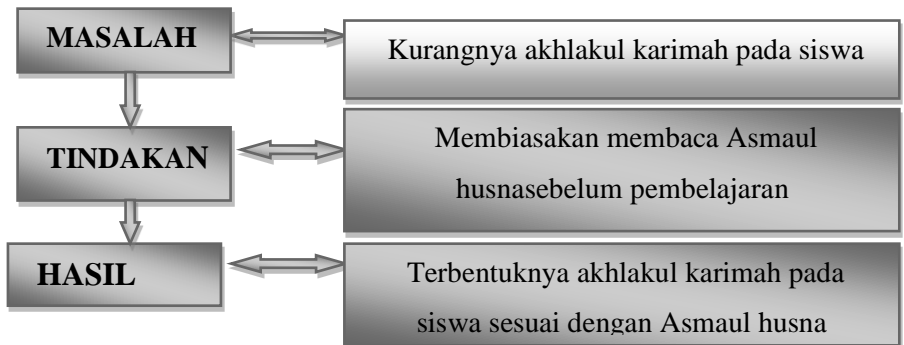 MASALAH
Kurangnya akhlakul karimah pada siswa
TINDAKAN
Membiasakan membaca Asmaul
husnasebelum pembelajaran
HASIL
Terbentuknya akhlakul karimah pada
siswa sesuai dengan Asmaul husna